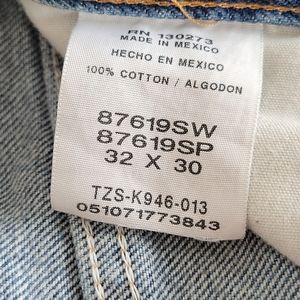 RN 130273
MADE IN MEXICO
HECHO EN MEXICO
100% COTTON / ALGODON
87619SW
87619SP
32 X 30
TZS-K946-013
051071773843